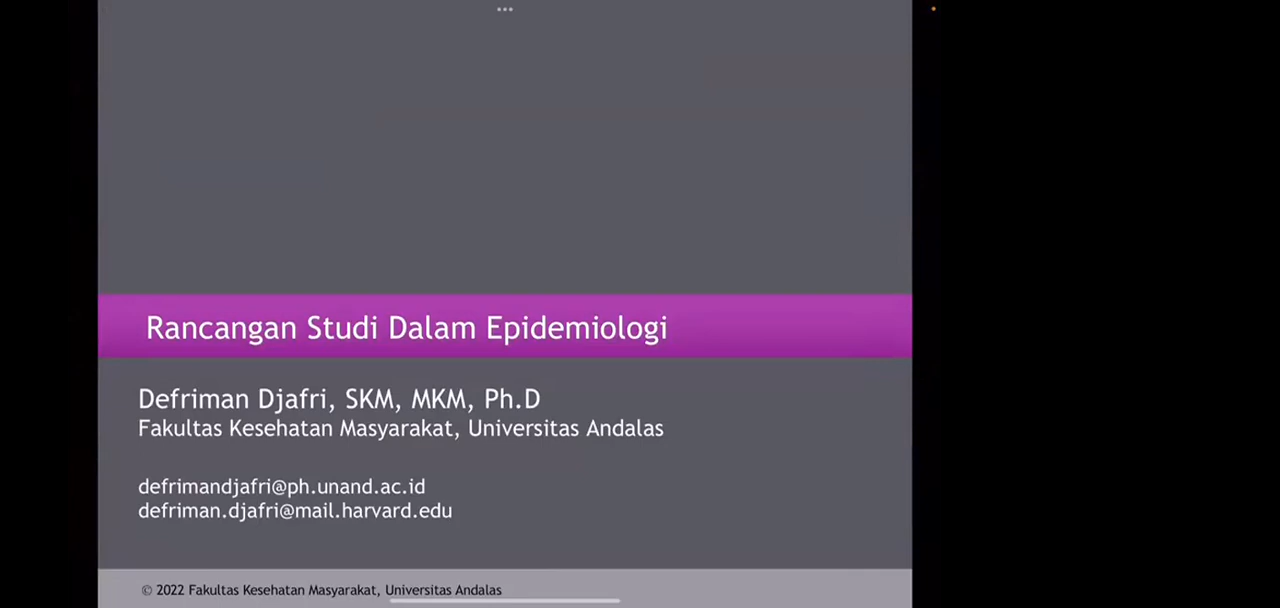 Rancangan Studi Dalam Epidemiologi
Defriman Djafri, SKM, MKM, Ph.D
Fakultas Kesehatan Masyarakat, Universitas Andalas
defrimandjafri@ph.unand.ac.id
defriman.djafri@mail.harvard.edu
© 2022 Fakultas Kesehatan Masyarakat, Universitas Andalas